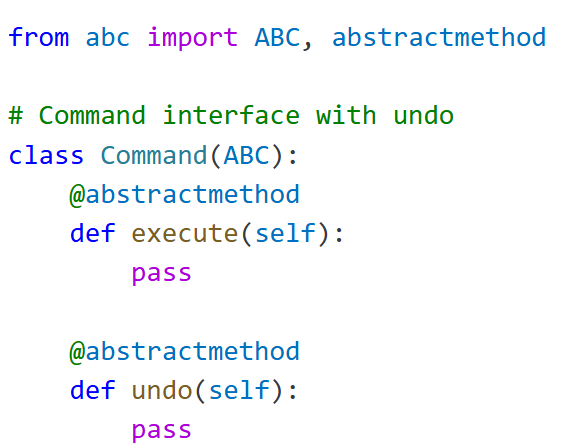 from abc import ABC, abstractmethod

# Command interface with undo
class Command(ABC):
    @abstractmethod
    def execute(self):
        pass

    @abstractmethod
    def undo(self):
        pass